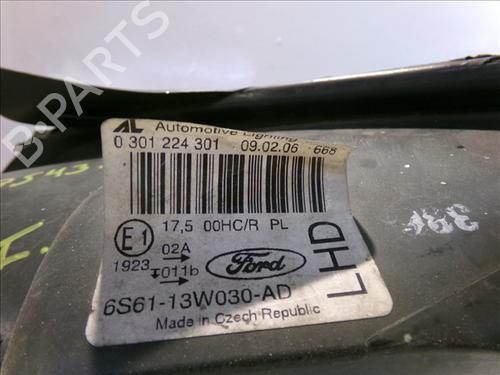 B-PARTS
AL Automotive Lighting
0 301 224 301 09.02.06 668
E1 17,5 00HC/R PL
02A
1923 011b
Ford
LHD
6S61-13W030-AD
Made in Czech Republic